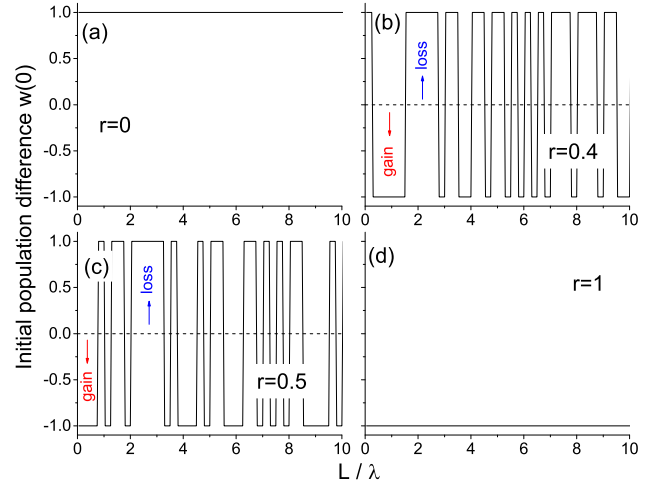 Initial population difference w(0)
1.0
0.5
0.0
-0.5
-1.0
(a)
r=0
0 2 4 6 8 10
(b)
loss
gain
r=0.4
0 2 4 6 8 10
1.0
0.5
0.0
-0.5
-1.0
(c)
loss
gain
r=0.5
0 2 4 6 8 10
(d)
r=1
0 2 4 6 8 10
L / λ